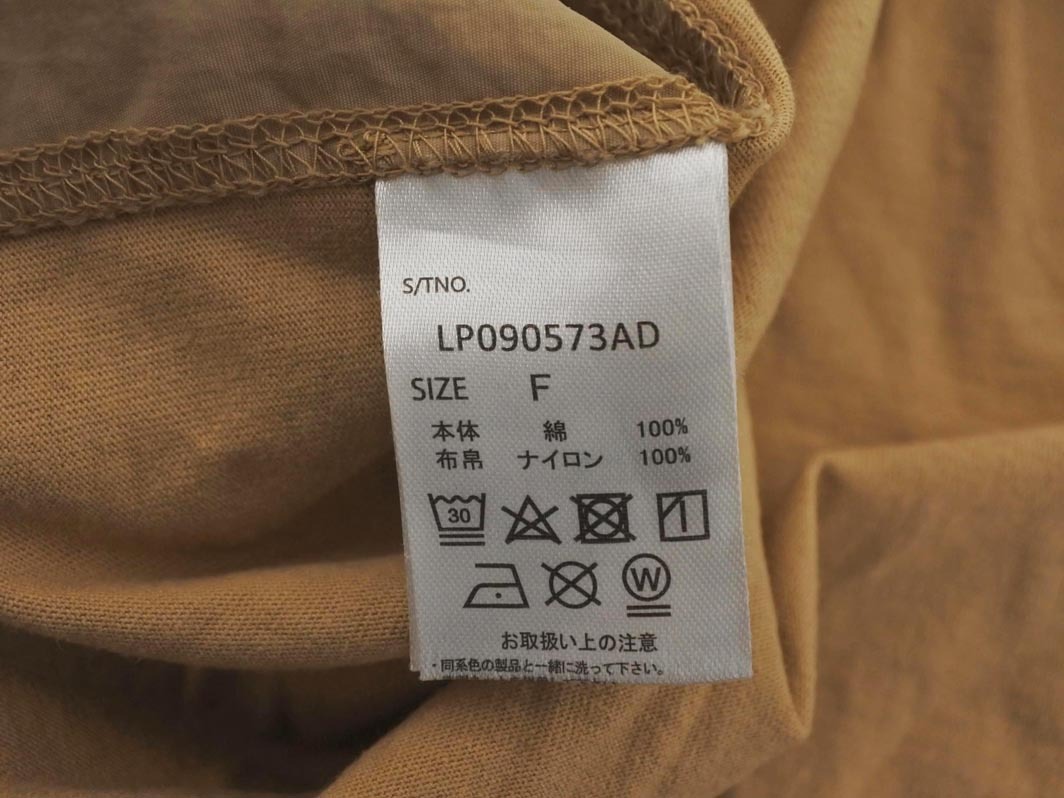 S/TNO.
LP090573AD
SIZE F
本体 綿 100%
布帛 ナイロン 100%
30
W
お取扱い上の注意
・同系色の製品と一緒に洗って下さい。